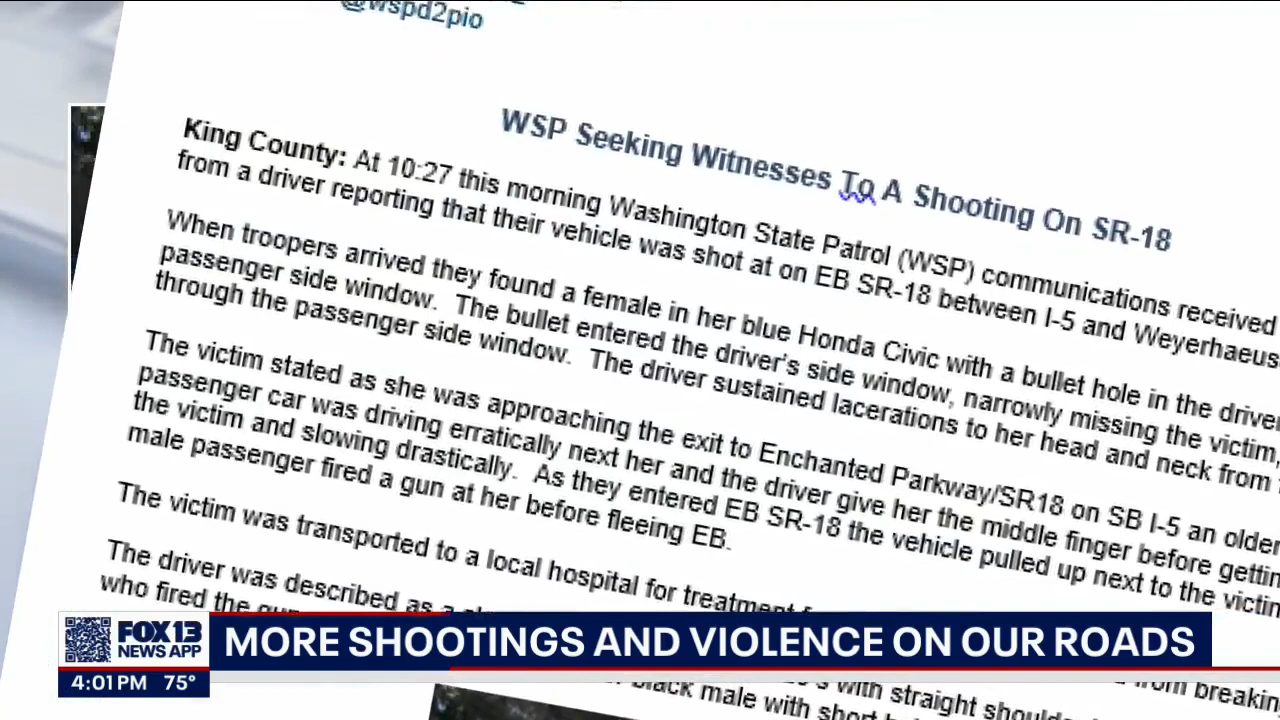 @wspd2pio
WSP Seeking Witnesses To A Shooting On SR-18
King County: At 10:27 this morning Washington State Patrol (WSP) communications received
from a driver reporting that their vehicle was shot at on EB SR-18 between I-5 and
When troopers arrived they found a female in her blue Honda Civic with a bullet hole in the
passenger side window. The bullet entered the driver's side window, narrowly missing the victim,
through the passenger side window. The driver sustained lacerations to her head and neck from
The victim stated as she was approaching the exit to Enchanted Parkway/SR18 on SB I-5 an older
passenger car was driving erratically next her and the driver give her the middle finger before
the victim and slowing drastically. As they entered EB SR-18 the vehicle pulled up next to the
male passenger fired a gun at her before fleeing EB.
The victim was transported to a local hospital for treatment
The driver was described as a
who fired the
with straight
from
black male with short
FOX 13
NEWS APP
MORE SHOOTINGS AND VIOLENCE ON OUR ROADS
4:01 PM 75°